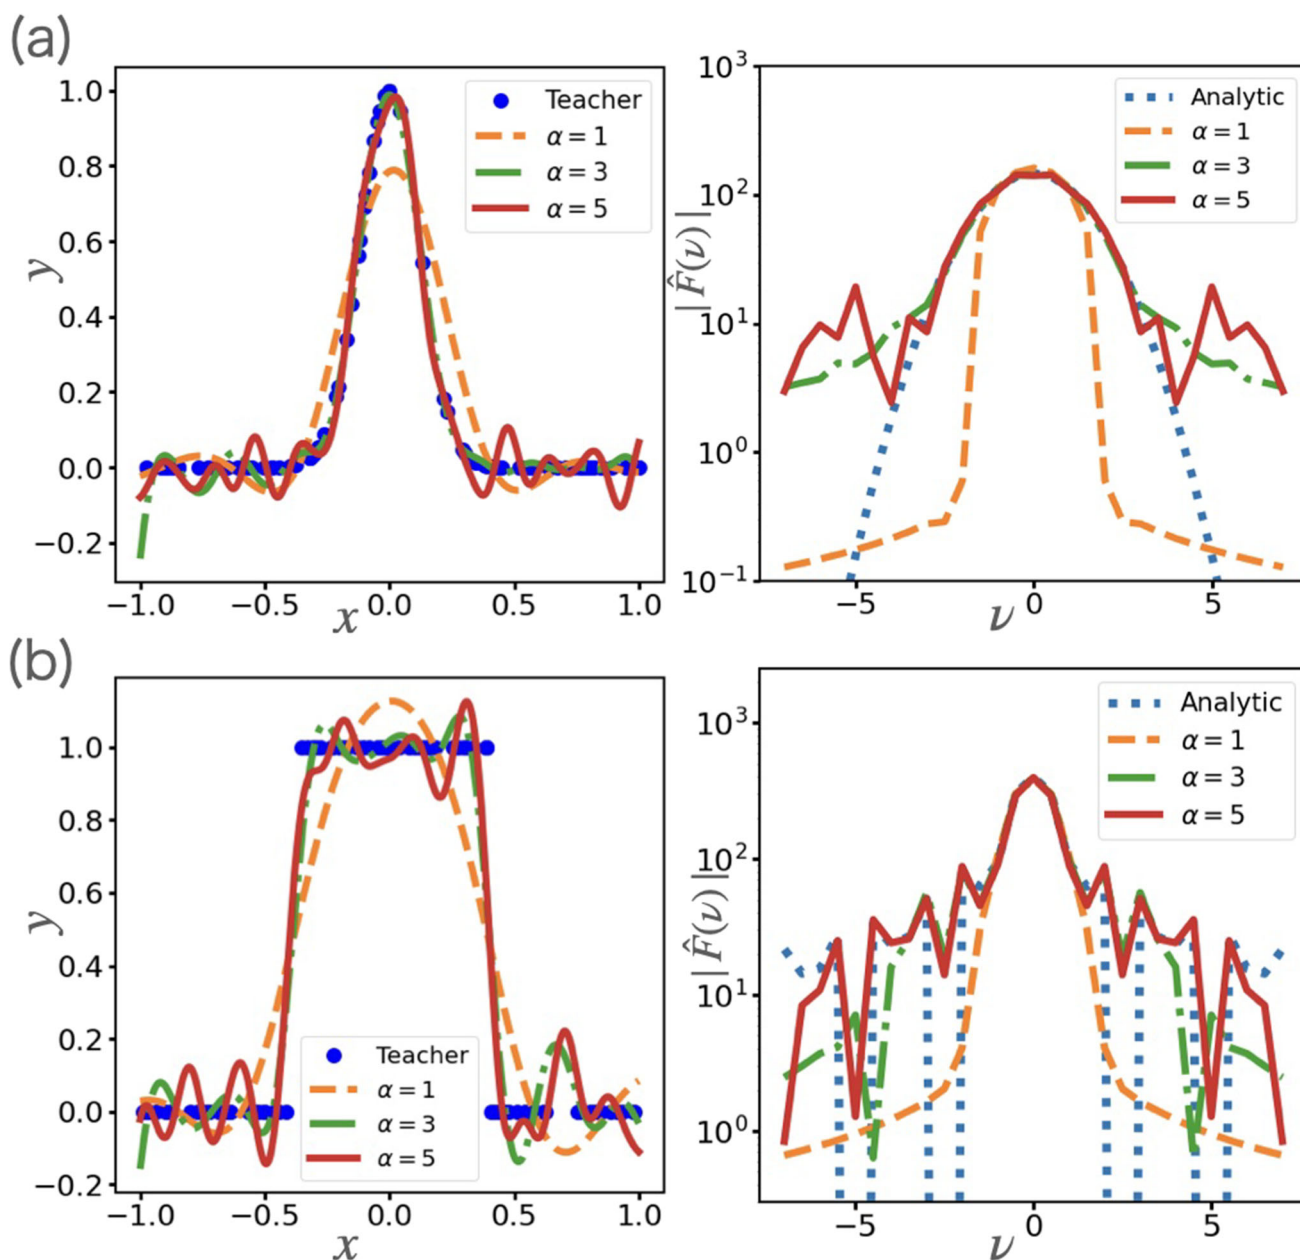 (a)
1.0
0.8
0.6
0.4
0.2
0.0
−0.2
y
Teacher
α = 1
α = 3
α = 5
−1.0 −0.5 0.0 0.5 1.0
x
10³
10²
10¹
10⁰
10⁻¹
|F̂(ν)|
Analytic
α = 1
α = 3
α = 5
−5 0 5
ν
(b)
1.0
0.8
0.6
0.4
0.2
0.0
−0.2
y
Teacher
α = 1
α = 3
α = 5
−1.0 −0.5 0.0 0.5 1.0
x
10³
10²
10¹
10⁰
|F̂(ν)|
Analytic
α = 1
α = 3
α = 5
−5 0 5
ν